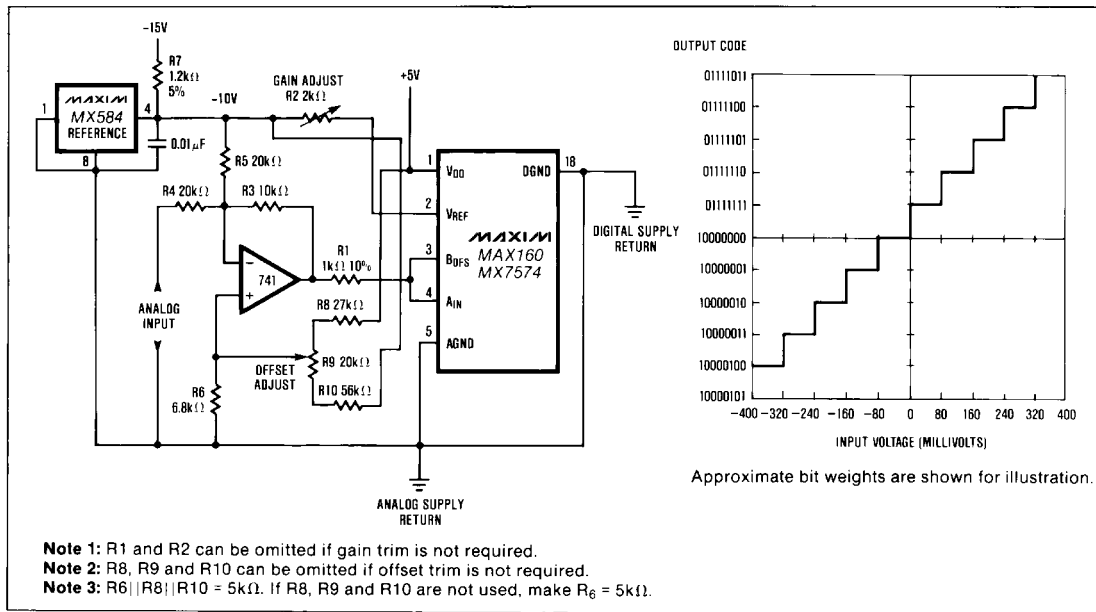 -15V
R7
1.2kΩ
5%
MAXIM
MX584
REFERENCE
1
4
8
0.01μF
-10V
GAIN ADJUST
R2 2kΩ
+5V
R5 20kΩ
R4 20kΩ
R3 10kΩ
741
−
+
R1
1kΩ 10%
ANALOG
INPUT
R8 27kΩ
R9 20kΩ
OFFSET
ADJUST
R10 56kΩ
R6
6.8kΩ
1
VDD
DGND
18
2
VREF
MAXIM
MAX160
MX7574
3
BOFS
4
AIN
5
AGND
DIGITAL SUPPLY
RETURN
ANALOG SUPPLY
RETURN
OUTPUT CODE
01111011
01111100
01111101
01111110
01111111
10000000
10000001
10000010
10000011
10000100
10000101
-400 -320 -240 -160 -80 0 80 160 240 320 400
INPUT VOLTAGE (MILLIVOLTS)
Approximate bit weights are shown for illustration.
Note 1: R1 and R2 can be omitted if gain trim is not required.
Note 2: R8, R9 and R10 can be omitted if offset trim is not required.
Note 3: R6||R8||R10 = 5kΩ. If R8, R9 and R10 are not used, make R6 = 5kΩ.